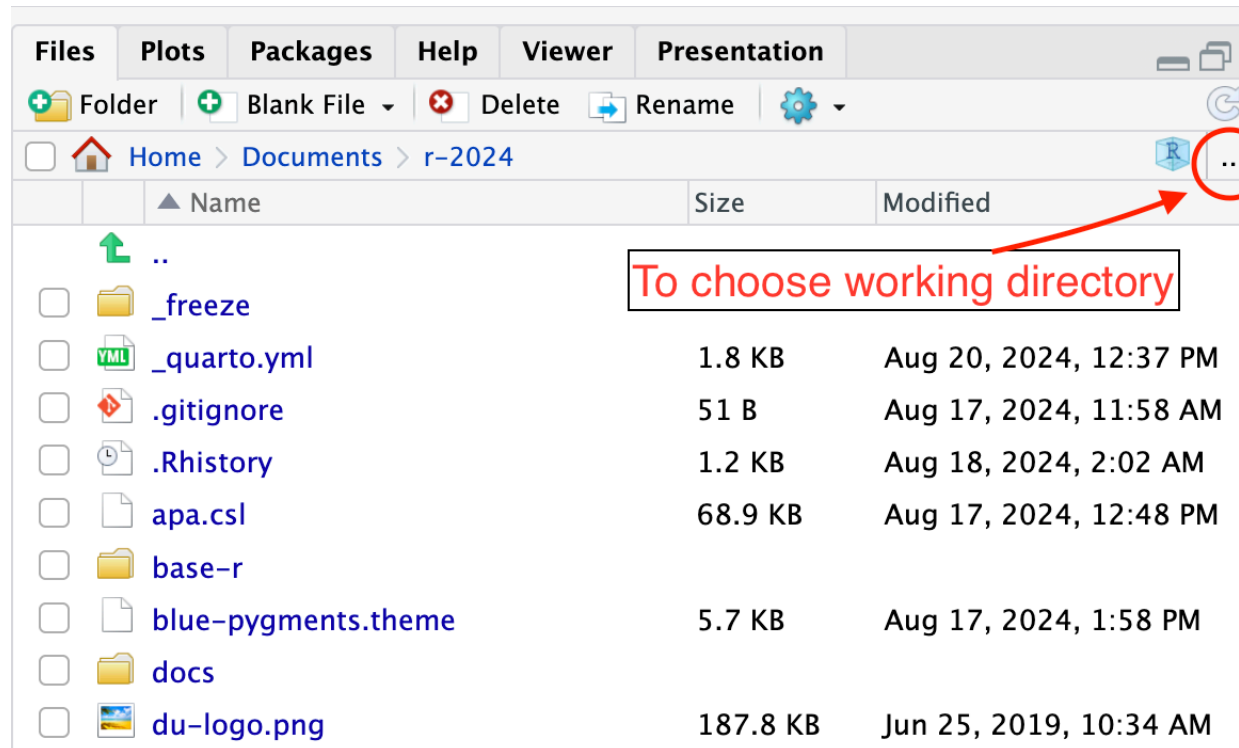 Files Plots Packages Help Viewer Presentation
Folder Blank File Delete Rename
Home > Documents > r-2024 R ..
Name Size Modified
..
To choose working directory
_freeze
YML _quarto.yml 1.8 KB Aug 20, 2024, 12:37 PM
.gitignore 51 B Aug 17, 2024, 11:58 AM
.Rhistory 1.2 KB Aug 18, 2024, 2:02 AM
apa.csl 68.9 KB Aug 17, 2024, 12:48 PM
base-r
blue-pygments.theme 5.7 KB Aug 17, 2024, 1:58 PM
docs
du-logo.png 187.8 KB Jun 25, 2019, 10:34 AM